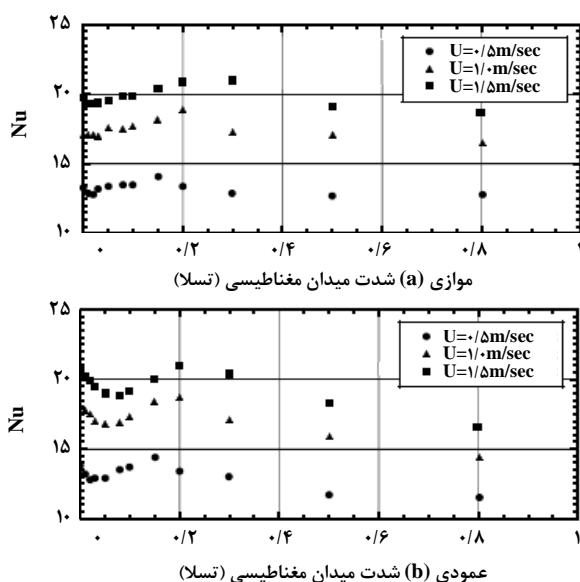 ۲۵
U=۰/۵m/sec
U=۱/۰m/sec
U=۱/۵m/sec
۲۰
Nu
۱۵
۱۰
۰ ۰/۲ ۰/۴ ۰/۶ ۰/۸ ۱
موازی (a) شدت میدان مغناطیسی (تسلا)
۲۵
U=۰/۵m/sec
U=۱/۰m/sec
U=۱/۵m/sec
۲۰
Nu
۱۵
۱۰
۰ ۰/۲ ۰/۴ ۰/۶ ۰/۸ ۱
عمودی (b) شدت میدان مغناطیسی (تسلا)